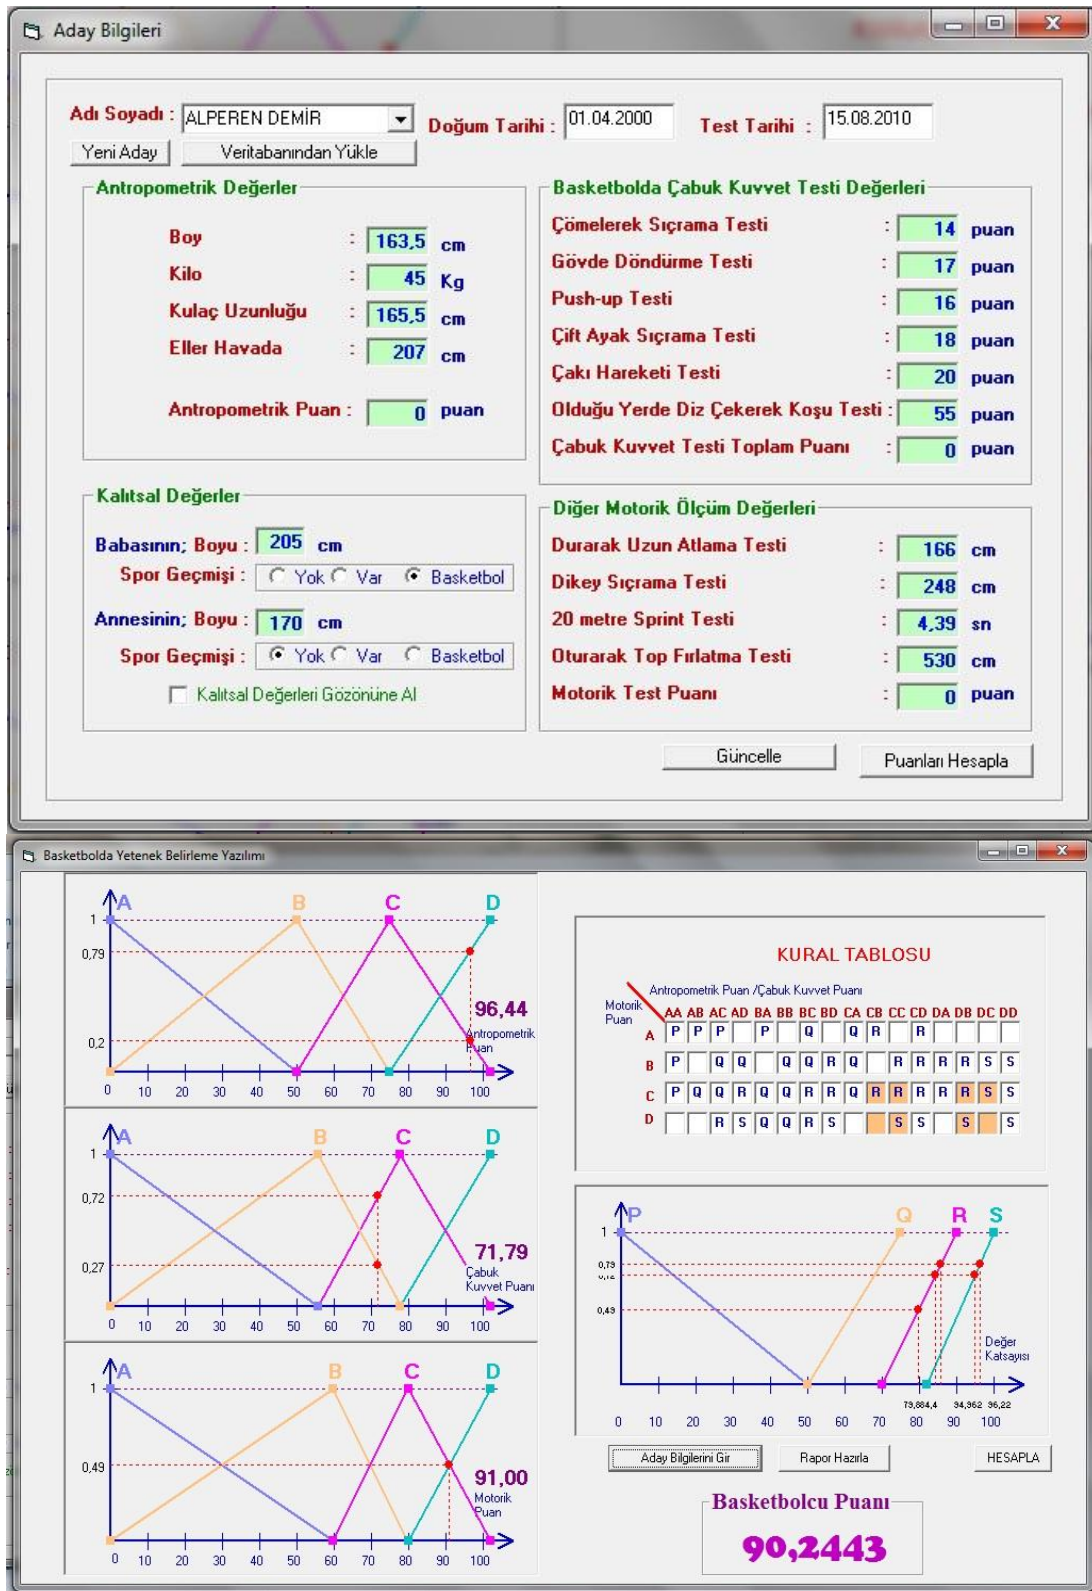 Aday Bilgileri
Adı Soyadı : ALPEREN DEMİR Doğum Tarihi : 01.04.2000 Test Tarihi : 15.08.2010
Yeni Aday Veritabanından Yükle
Antropometrik Değerler
Boy : 163,5 cm
Kilo : 45 Kg
Kulaç Uzunluğu : 165,5 cm
Eller Havada : 207 cm
Antropometrik Puan : 0 puan
Basketbolda Çabuk Kuvvet Testi Değerleri
Çömelerek Sıçrama Testi : 14 puan
Gövde Döndürme Testi : 17 puan
Push-up Testi : 16 puan
Çift Ayak Sıçrama Testi : 18 puan
Çakı Hareketi Testi : 20 puan
Olduğu Yerde Diz Çekerek Koşu Testi : 55 puan
Çabuk Kuvvet Testi Toplam Puanı : 0 puan
Kalıtsal Değerler
Babasının; Boyu : 205 cm
Spor Geçmişi : Yok Var Basketbol
Annesinin; Boyu : 170 cm
Spor Geçmişi : Yok Var Basketbol
Kalıtsal Değerleri Gözönüne Al
Diğer Motorik Ölçüm Değerleri
Durarak Uzun Atlama Testi : 166 cm
Dikey Sıçrama Testi : 248 cm
20 metre Sprint Testi : 4,39 sn
Oturarak Top Fırlatma Testi : 530 cm
Motorik Test Puanı : 0 puan
Güncelle Puanları Hesapla
Basketbolda Yetenek Belirleme Yazılımı
A B C D
1
0,79
96,44
Antropometrik
Puan
0,2
0 10 20 30 40 50 60 70 80 90 100
A B C D
1
0,72
71,79
0,27
Çabuk
Kuvvet Puanı
0 10 20 30 40 50 60 70 80 90 100
A B C D
1
0,49
91,00
Motorik
Puan
0 10 20 30 40 50 60 70 80 90 100
KURAL TABLOSU
Antropometrik Puan /Çabuk Kuvvet Puanı
Motorik
Puan
AA AB AC AD BA BB BC BD CA CB CC CD DA DB DC DD
A P P P P Q Q R R
B P Q Q Q Q R Q R R R R S S
C P Q Q R Q Q R R Q R R R R R S S
D R S Q Q R S S S S S
P Q R S
1
0,79
0,49
Değer
Katsayısı
79,884,4 94,962 96,22
0 10 20 30 40 50 60 70 80 90 100
Aday Bilgilerini Gir Rapor Hazırla HESAPLA
Basketbolcu Puanı
90,2443